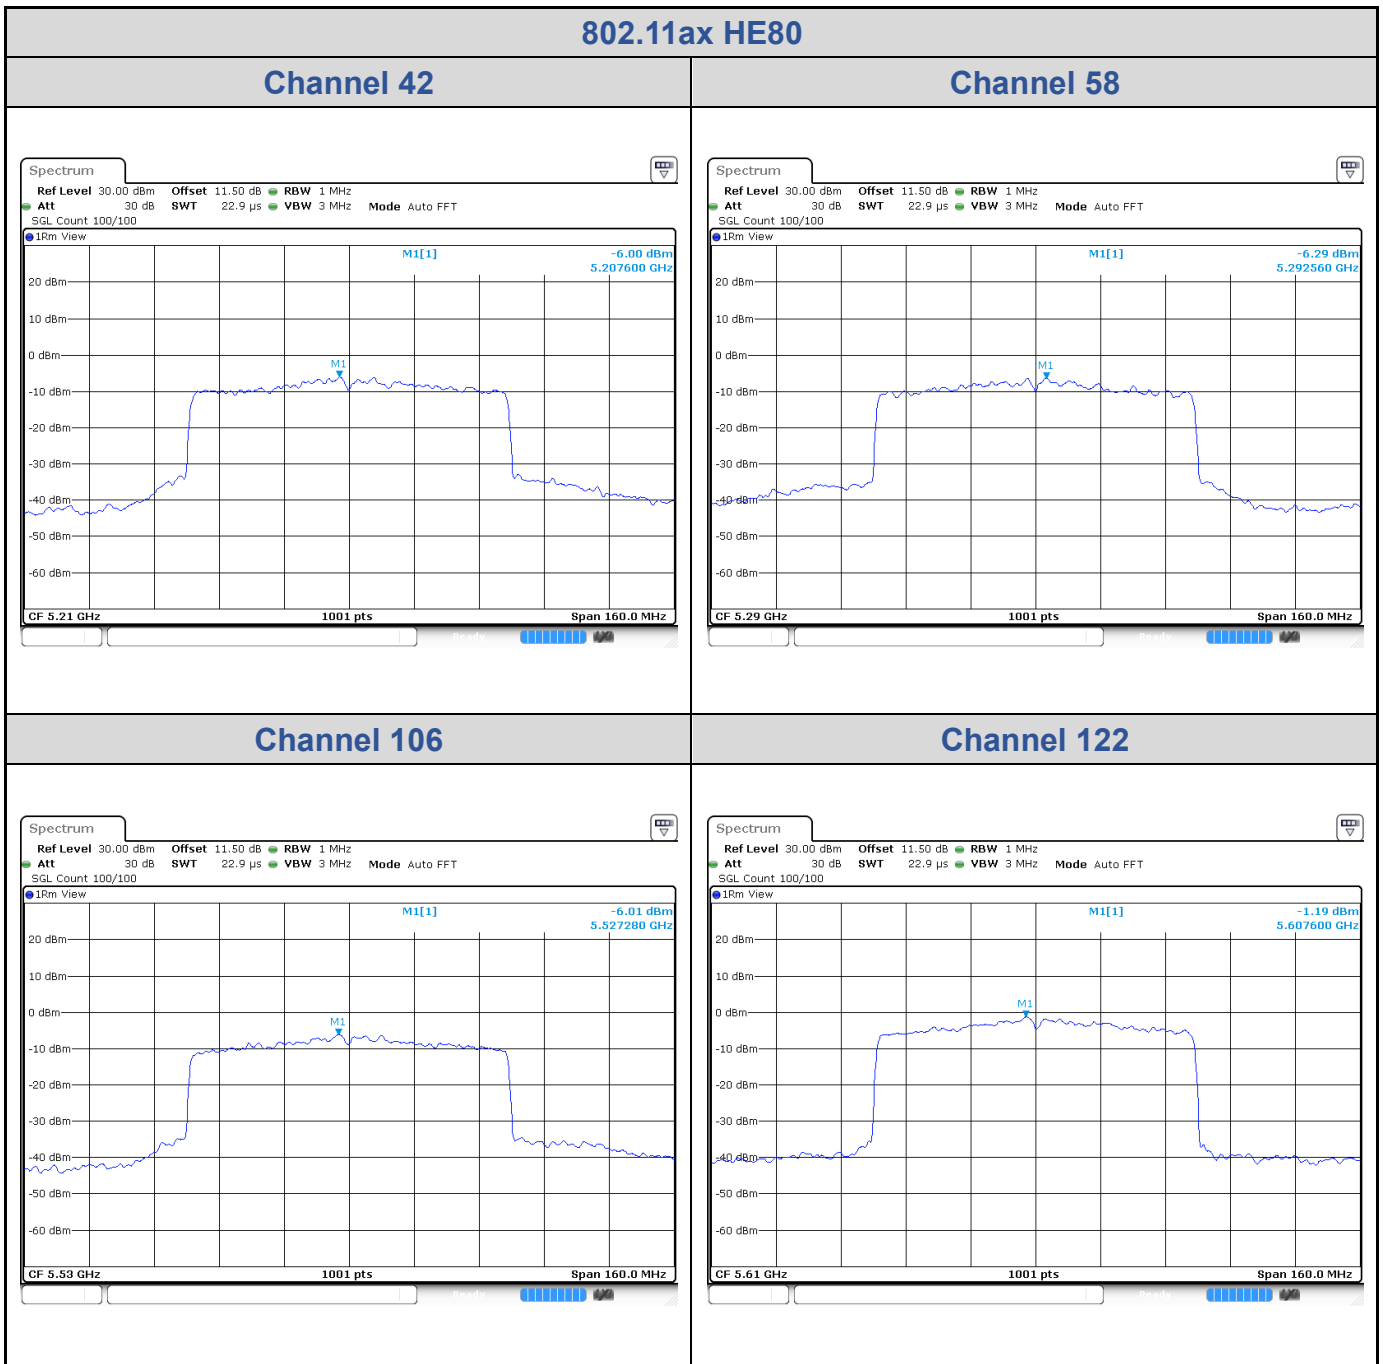 802.11ax HE80
Channel 42
Channel 58
Spectrum
Ref Level 30.00 dBm Offset 11.50 dB RBW 1 MHz
Att 30 dB SWT 22.9 µs VBW 3 MHz Mode Auto FFT
SGL Count 100/100
1Rm View
M1[1] -6.00 dBm
5.207600 GHz
20 dBm
10 dBm
0 dBm
M1
-10 dBm
-20 dBm
-30 dBm
-40 dBm
-50 dBm
-60 dBm
CF 5.21 GHz 1001 pts Span 160.0 MHz
Ready
Spectrum
Ref Level 30.00 dBm Offset 11.50 dB RBW 1 MHz
Att 30 dB SWT 22.9 µs VBW 3 MHz Mode Auto FFT
SGL Count 100/100
1Rm View
M1[1] -6.29 dBm
5.292560 GHz
20 dBm
10 dBm
0 dBm
M1
-10 dBm
-20 dBm
-30 dBm
-40 dBm
-50 dBm
-60 dBm
CF 5.29 GHz 1001 pts Span 160.0 MHz
Ready
Channel 106
Channel 122
Spectrum
Ref Level 30.00 dBm Offset 11.50 dB RBW 1 MHz
Att 30 dB SWT 22.9 µs VBW 3 MHz Mode Auto FFT
SGL Count 100/100
1Rm View
M1[1] -6.01 dBm
5.527280 GHz
20 dBm
10 dBm
0 dBm
M1
-10 dBm
-20 dBm
-30 dBm
-40 dBm
-50 dBm
-60 dBm
CF 5.53 GHz 1001 pts Span 160.0 MHz
Ready
Spectrum
Ref Level 30.00 dBm Offset 11.50 dB RBW 1 MHz
Att 30 dB SWT 22.9 µs VBW 3 MHz Mode Auto FFT
SGL Count 100/100
1Rm View
M1[1] -1.19 dBm
5.607600 GHz
20 dBm
10 dBm
0 dBm
M1
-10 dBm
-20 dBm
-30 dBm
-40 dBm
-50 dBm
-60 dBm
CF 5.61 GHz 1001 pts Span 160.0 MHz
Ready